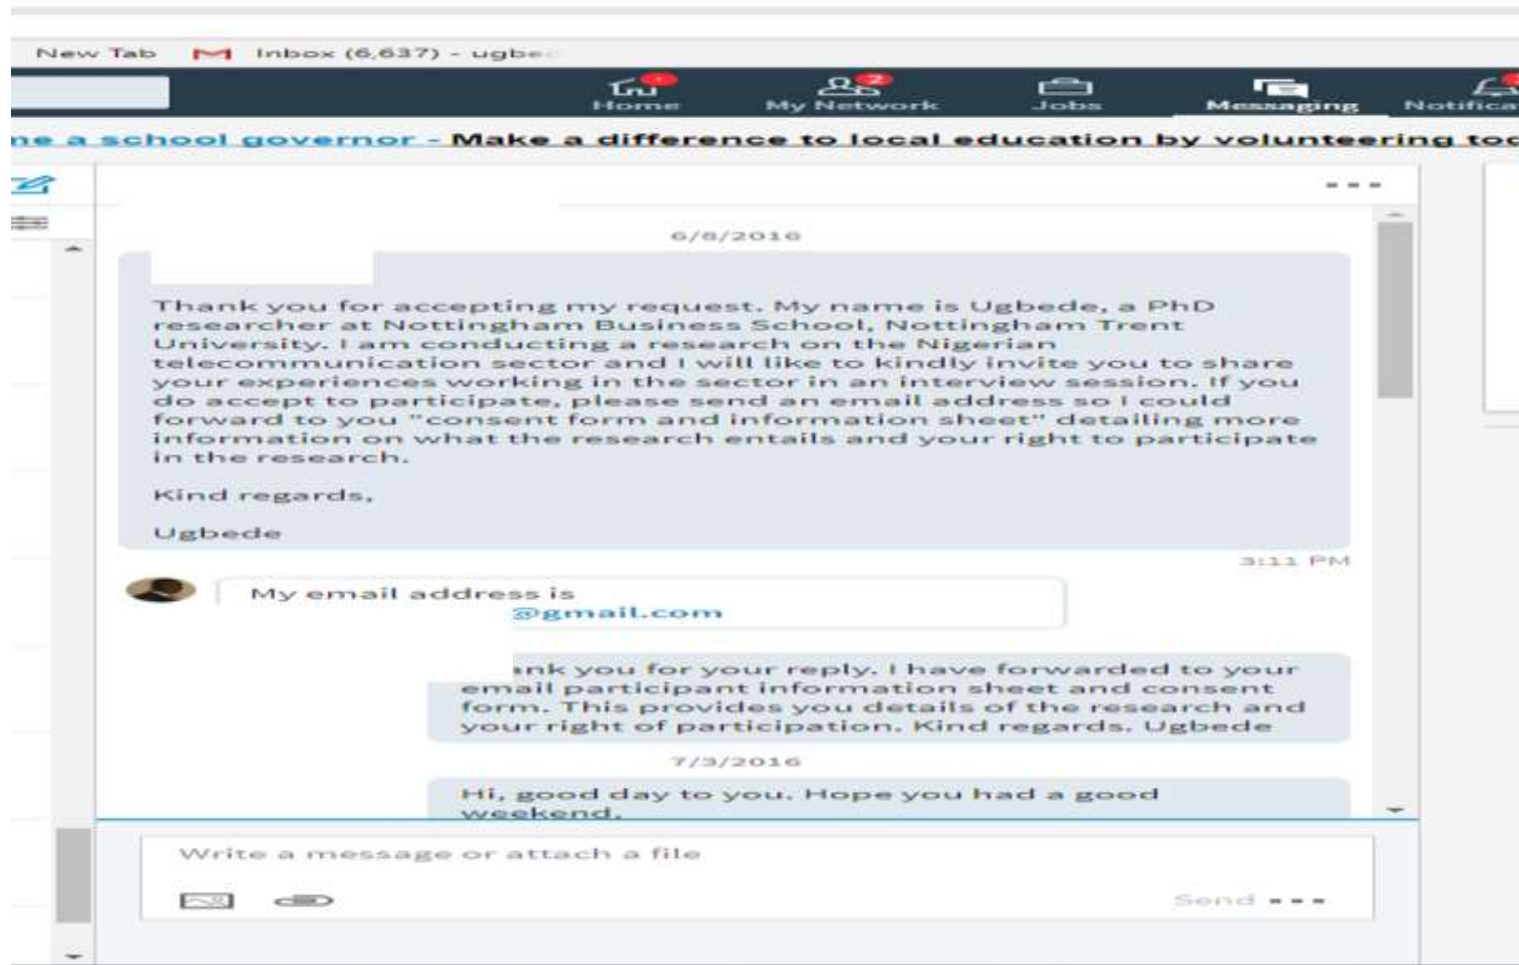 New Tab Inbox (6,637) - ugbe
Home My Network 2 Jobs Messaging Notifica
me a school governor - Make a difference to local education by volunteering too
6/8/2016
Thank you for accepting my request. My name is Ugbede, a PhD
researcher at Nottingham Business School, Nottingham Trent
University. I am conducting a research on the Nigerian
telecommunication sector and I will like to kindly invite you to share
your experiences working in the sector in an interview session. If you
do accept to participate, please send an email address so I could
forward to you "consent form and information sheet" detailing more
information on what the research entails and your right to participate
in the research.
Kind regards,
Ugbede
3:11 PM
My email address is
@gmail.com
ank you for your reply. I have forwarded to your
email participant information sheet and consent
form. This provides you details of the research and
your right of participation. Kind regards. Ugbede
7/3/2016
Hi, good day to you. Hope you had a good
weekend.
Write a message or attach a file
Send